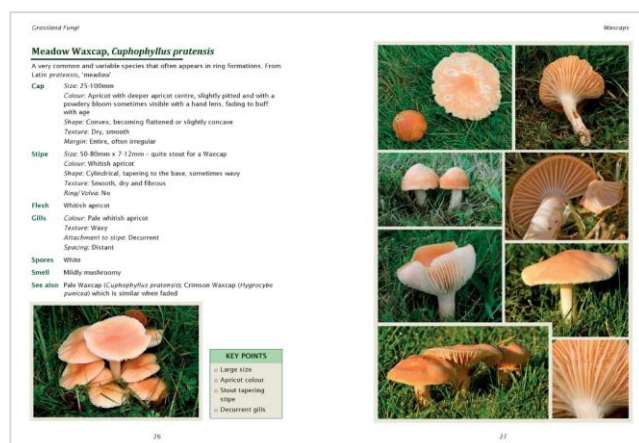 Grassland Fungi
Waxcaps
Meadow Waxcap, Cuphophyllus pratensis
A very common and variable species that often appears in ring formations. From
Latin pratensis, 'meadow'
Cap Size: 25-100mm
Colour: Apricot with deeper apricot centre, slightly pitted and with a
powdery bloom sometimes visible with a hand lens, fading to buff
with age
Shape: Convex, becoming flattened or slightly concave
Texture: Dry, smooth
Margin: Entire, often irregular
Stipe Size: 50-80mm x 7-12mm – quite stout for a Waxcap
Colour: Whitish apricot
Shape: Cylindrical, tapering to the base, sometimes wavy
Texture: Smooth, dry and fibrous
Ring/Volva: No
Flesh Whitish apricot
Gills Colour: Pale whitish apricot
Texture: Waxy
Attachment to stipe: Decurrent
Spacing: Distant
Spores White
Smell Mildly mushroomy
See also Pale Waxcap (Cuphophyllus pratensis); Crimson Waxcap (Hygrocybe
punicea) which is similar when faded
KEY POINTS
Large size
Apricot colour
Stout tapering
stipe
Decurrent gills
26
27